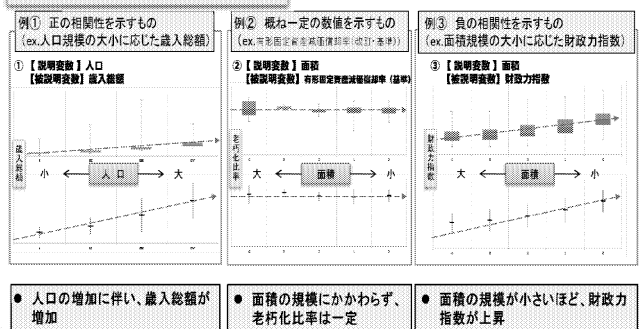 例① 正の相関性を示すもの
(ex.人口規模の大小に応じた歳入総額)
① 【説明変数】人口
【被説明変数】歳入総額
歳入総額
小 ← 人口 → 大
● 人口の増加に伴い、歳入総額が
増加
例② 概ね一定の数値を示すもの
(ex.有形固定資産減価償却率(改訂・基準))
② 【説明変数】面積
【被説明変数】有形固定資産減価償却率(基準)
老朽化比率
大 ← 面積 → 小
● 面積の規模にかかわらず、
老朽化比率は一定
例③ 負の相関性を示すもの
(ex.面積規模の大小に応じた財政力指数)
③ 【説明変数】面積
【被説明変数】財政力指数
財政力指数
大 ← 面積 → 小
● 面積の規模が小さいほど、財政力
指数が上昇